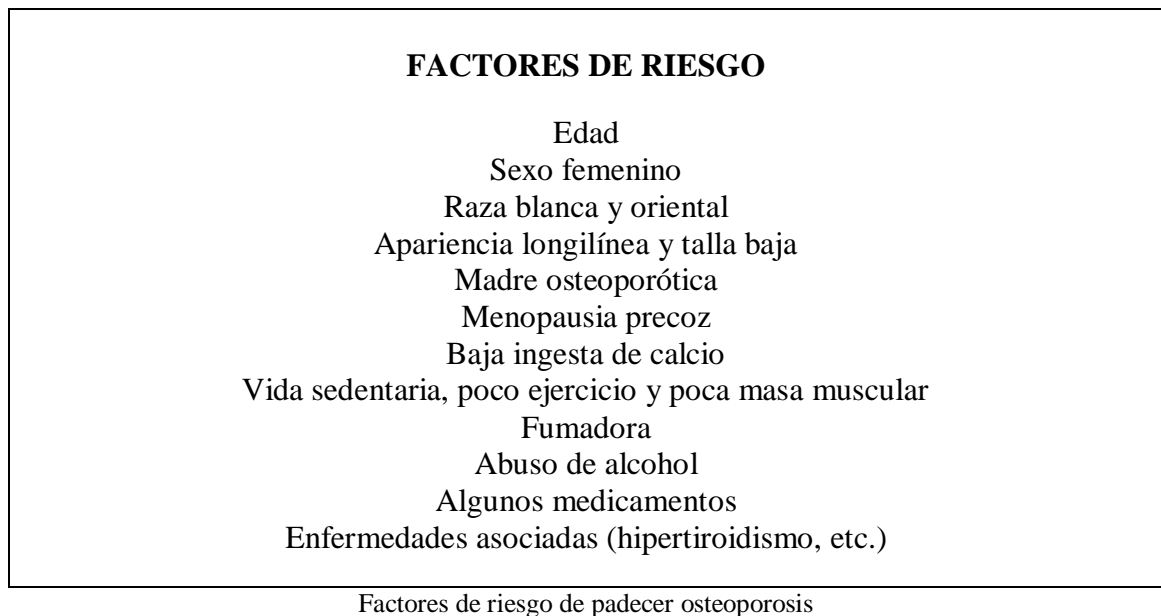 FACTORES DE RIESGO
Edad
Sexo femenino
Raza blanca y oriental
Apariencia longilínea y talla baja
Madre osteoporótica
Menopausia precoz
Baja ingesta de calcio
Vida sedentaria, poco ejercicio y poca masa muscular
Fumadora
Abuso de alcohol
Algunos medicamentos
Enfermedades asociadas (hipertiroidismo, etc.)
Factores de riesgo de padecer osteoporosis